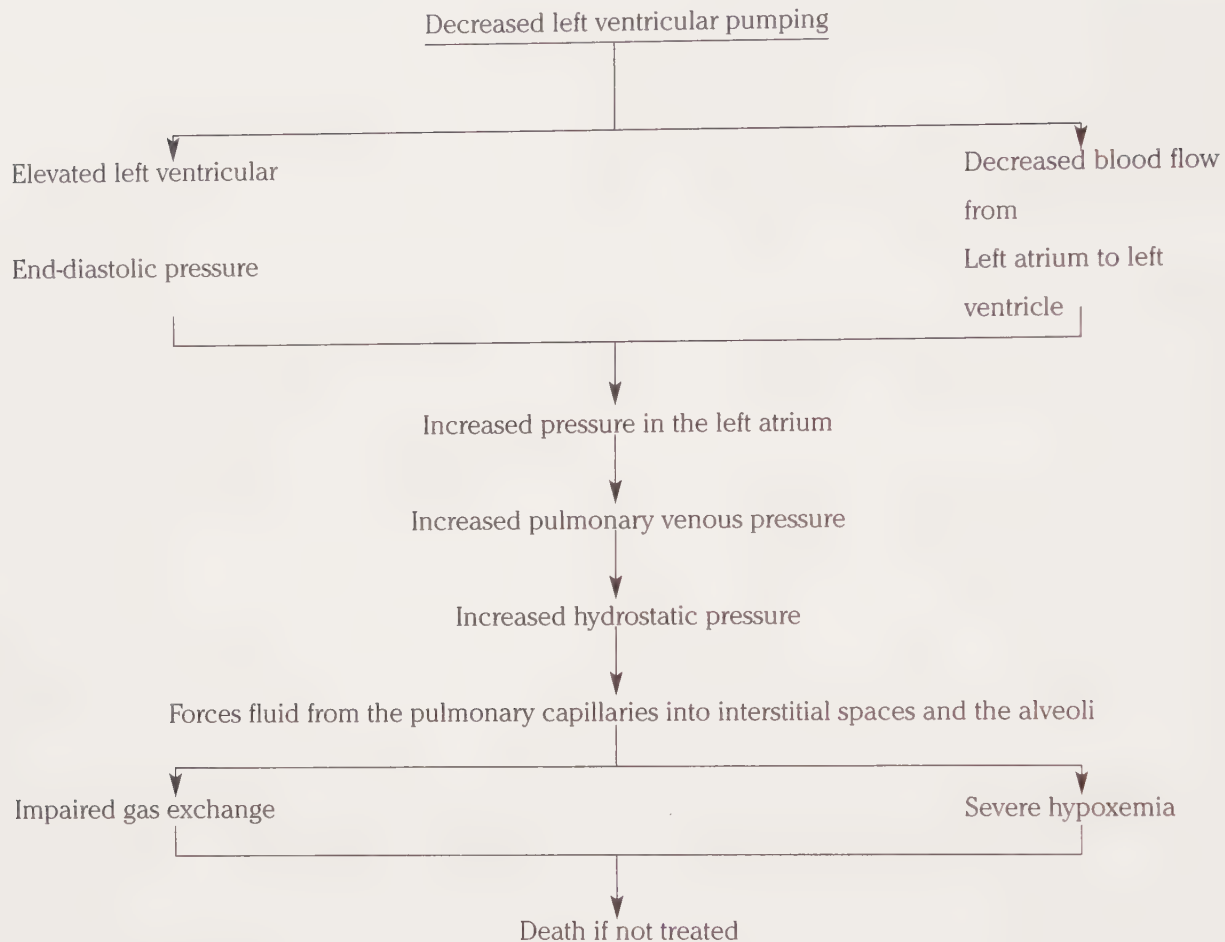 Decreased left ventricular pumping
Elevated left ventricular
End-diastolic pressure
Decreased blood flow
from
Left atrium to left
ventricle
Increased pressure in the left atrium
Increased pulmonary venous pressure
Increased hydrostatic pressure
Forces fluid from the pulmonary capillaries into interstitial spaces and the alveoli
Impaired gas exchange
Severe hypoxemia
Death if not treated